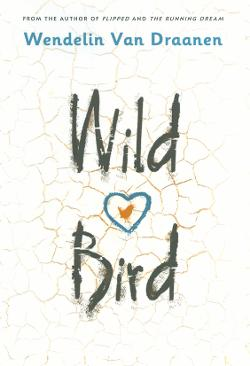 FROM THE AUTHOR OF FLIPPED AND THE RUNNING DREAM
Wendelin Van Draanen
Wild
Bird